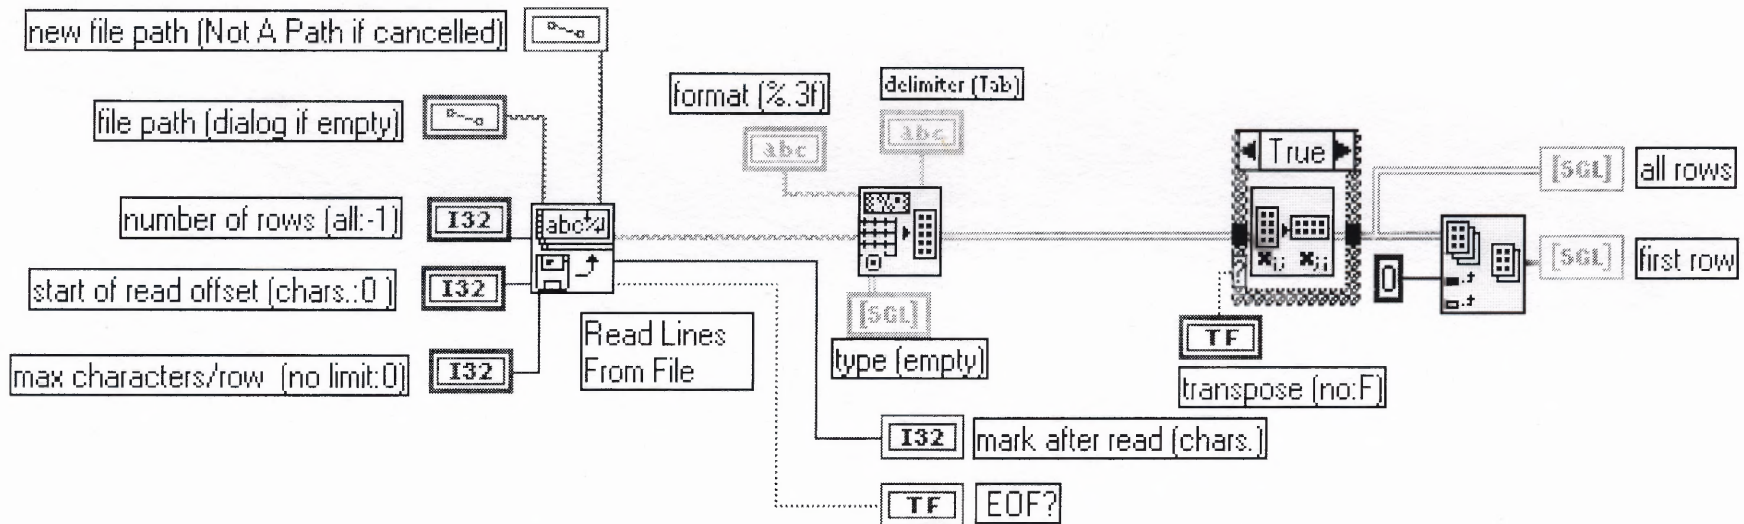 new file path (Not A Path if cancelled)
file path (dialog if empty)
format (%.3f)
delimiter (Tab)
abc
abc
True
[SGL]
all rows
number of rows (all:-1)
I32
abc
[SGL]
first row
0
start of read offset (chars.:0 )
I32
[SGL]
Read Lines
From File
type (empty)
TF
transpose (no:F)
max characters/row (no limit:0)
I32
I32
mark after read (chars.)
TF
EOF?